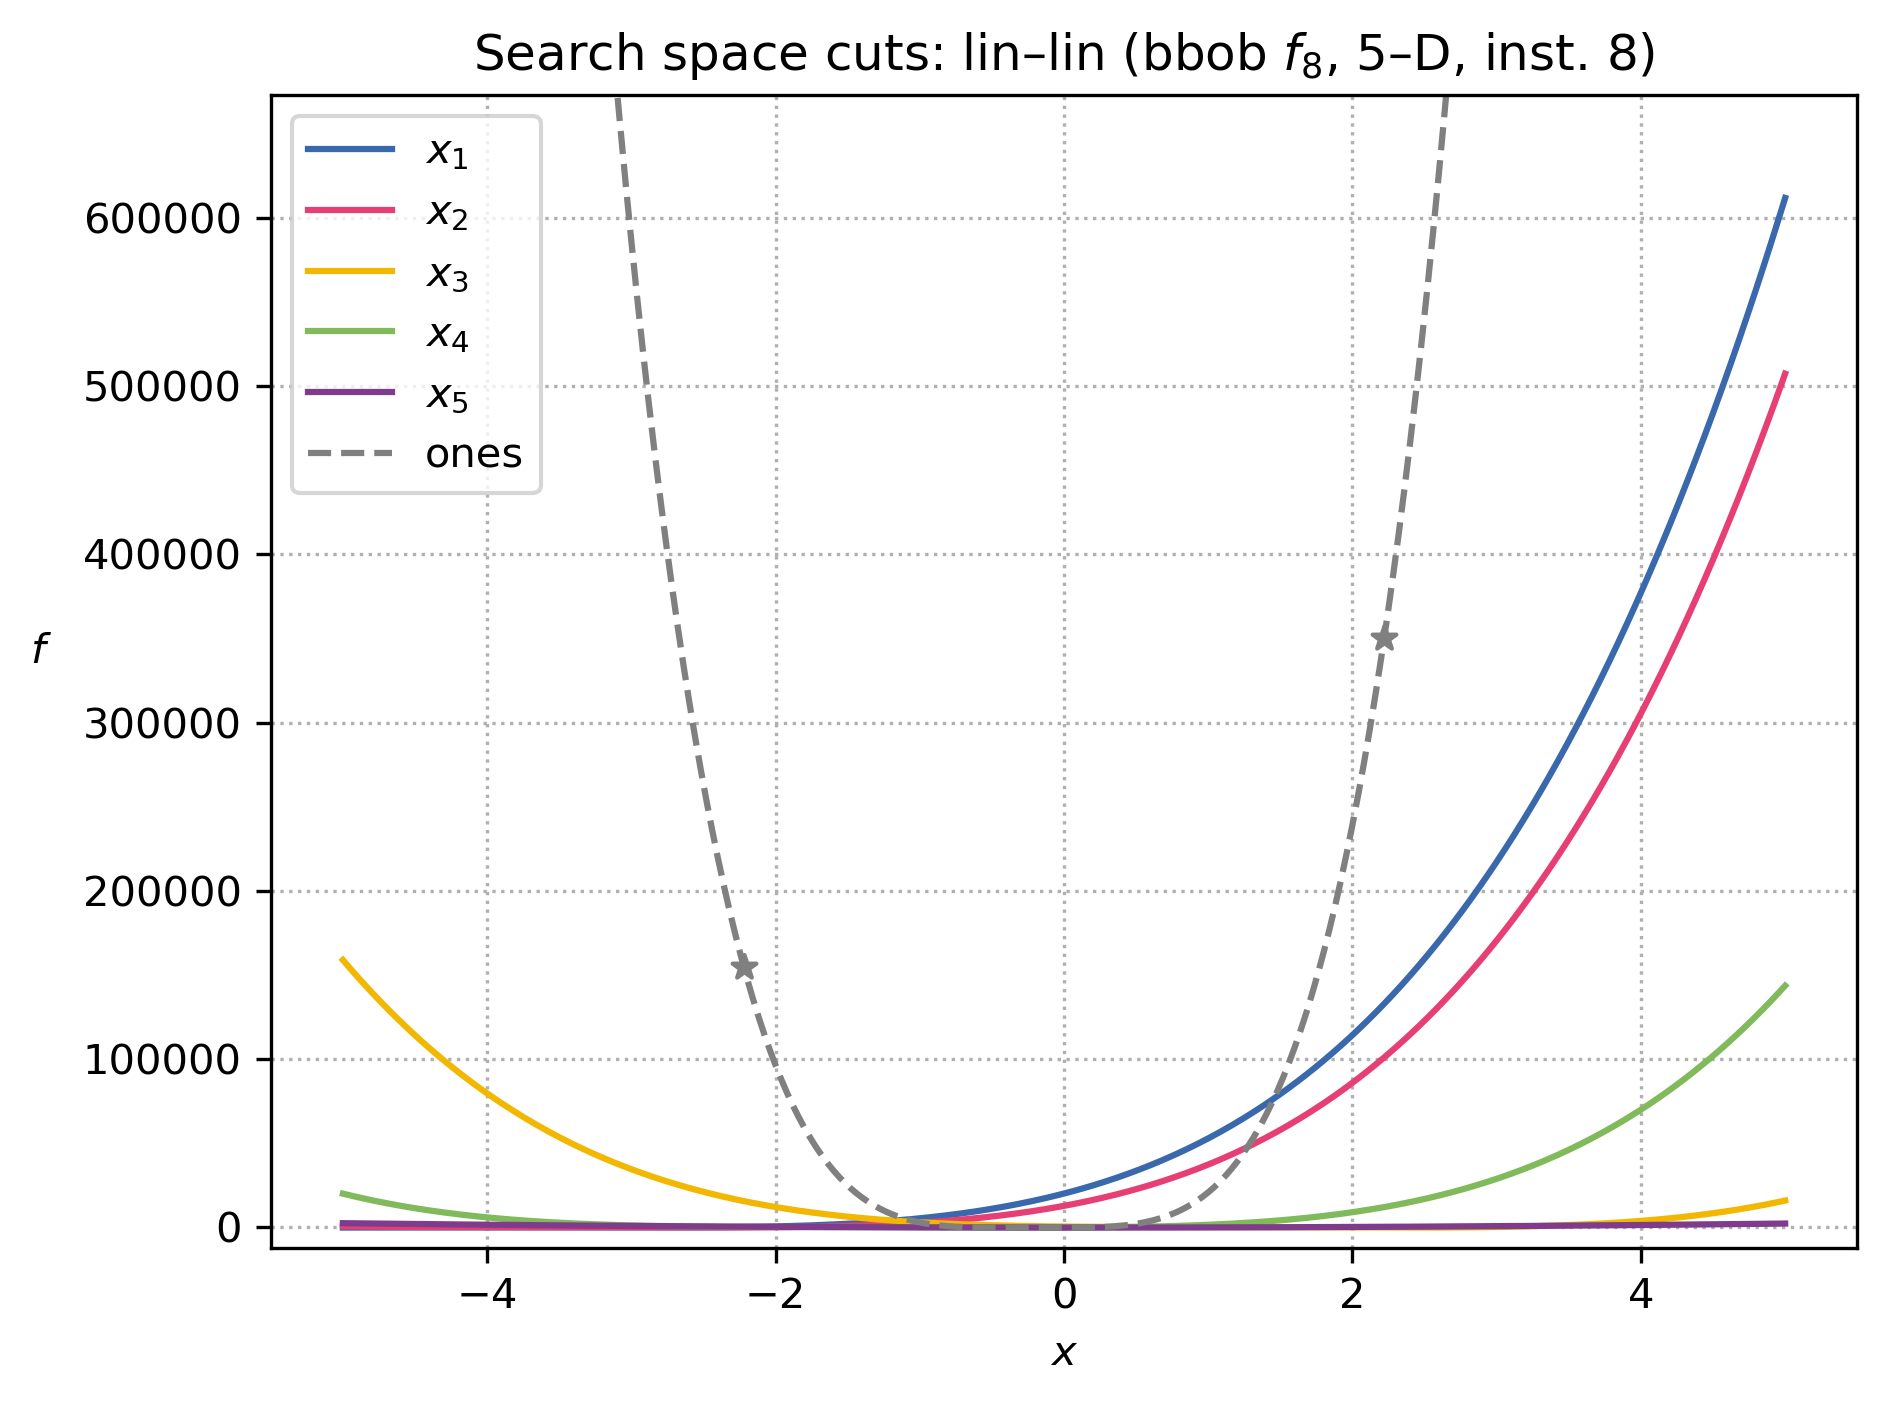 Search space cuts: lin–lin (bbob f₈, 5–D, inst. 8)
x₁
x₂
x₃
x₄
x₅
ones
600000
500000
400000
300000
200000
100000
0
f
−4 −2 0 2 4
x